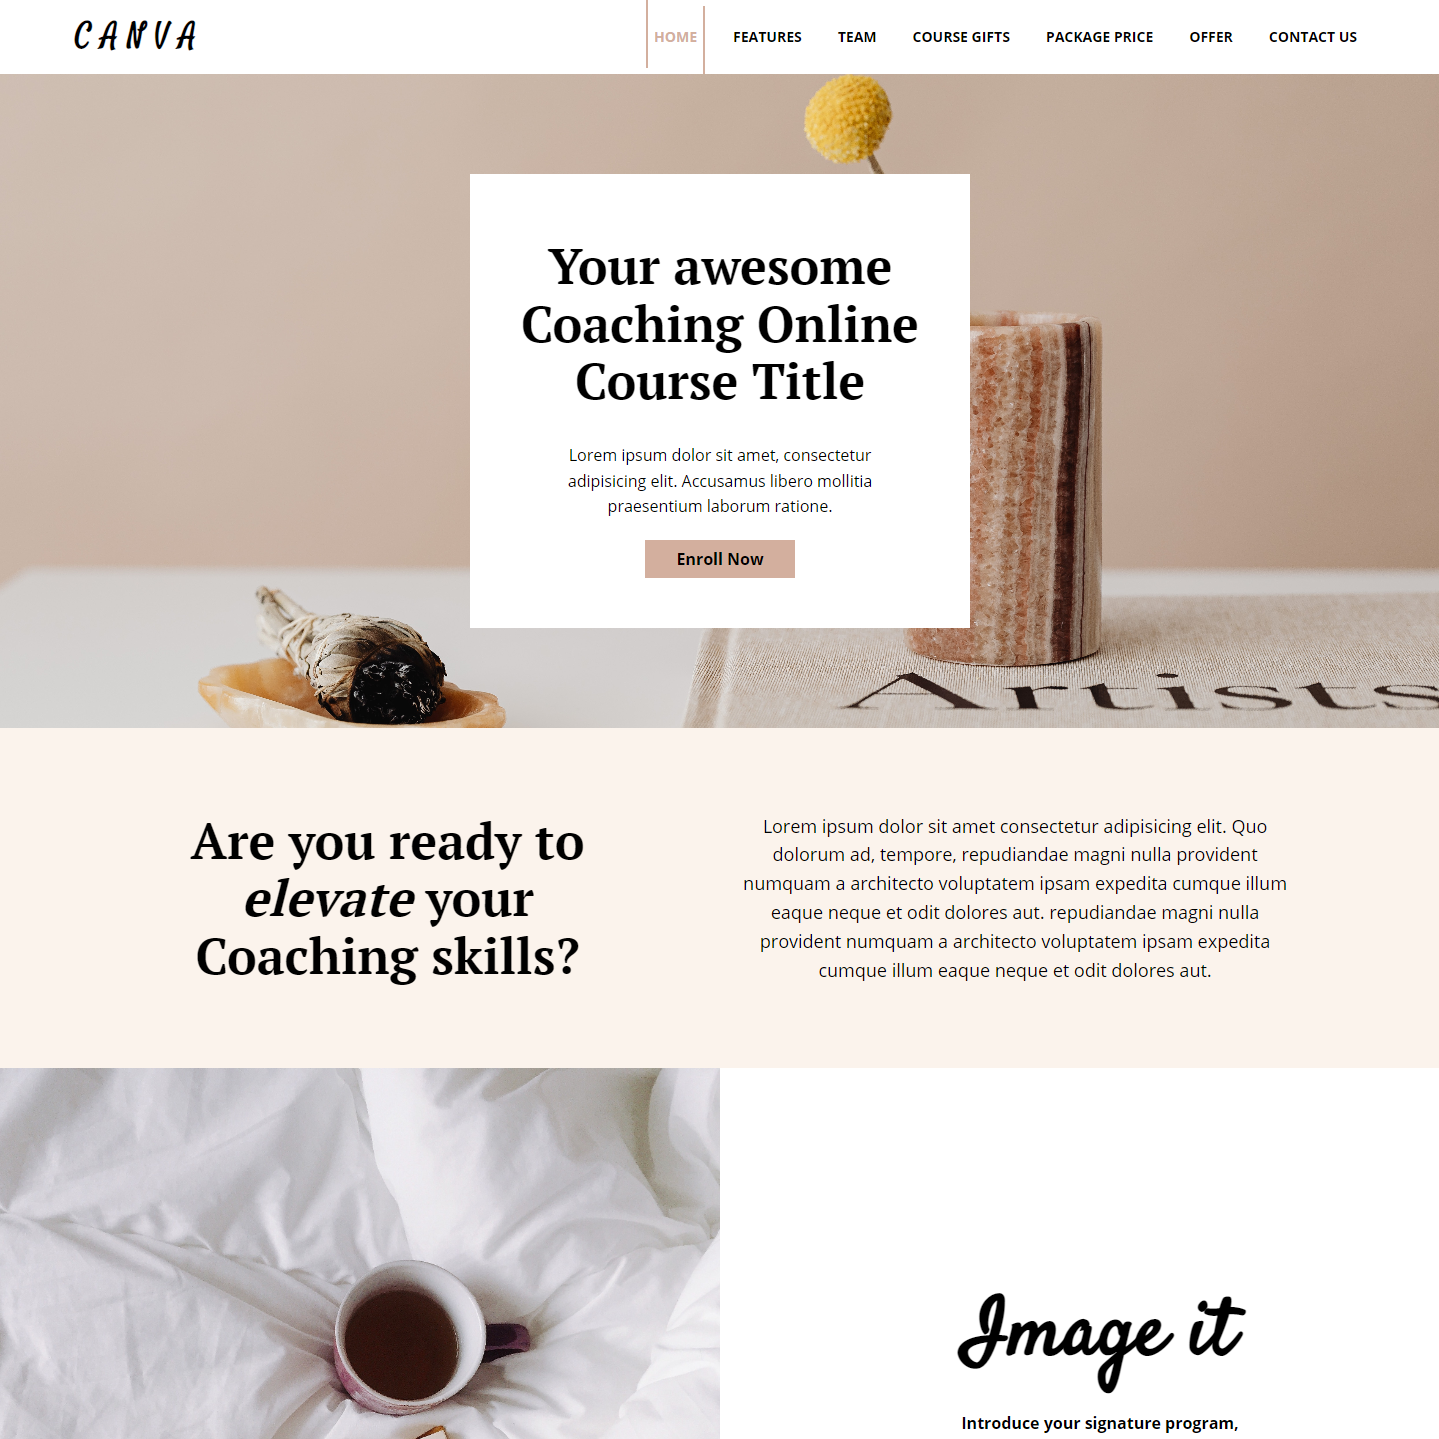 CANVA
HOME FEATURES TEAM COURSE GIFTS PACKAGE PRICE OFFER CONTACT US
Your awesome
Coaching Online
Course Title
Lorem ipsum dolor sit amet, consectetur
adipisicing elit. Accusamus libero mollitia
praesentium laborum ratione.
Enroll Now
Artists
Are you ready to
elevate your
Coaching skills?
Lorem ipsum dolor sit amet consectetur adipisicing elit. Quo
dolorum ad, tempore, repudiandae magni nulla provident
numquam a architecto voluptatem ipsam expedita cumque illum
eaque neque et odit dolores aut. repudiandae magni nulla
provident numquam a architecto voluptatem ipsam expedita
cumque illum eaque neque et odit dolores aut.
Image it
Introduce your signature program,